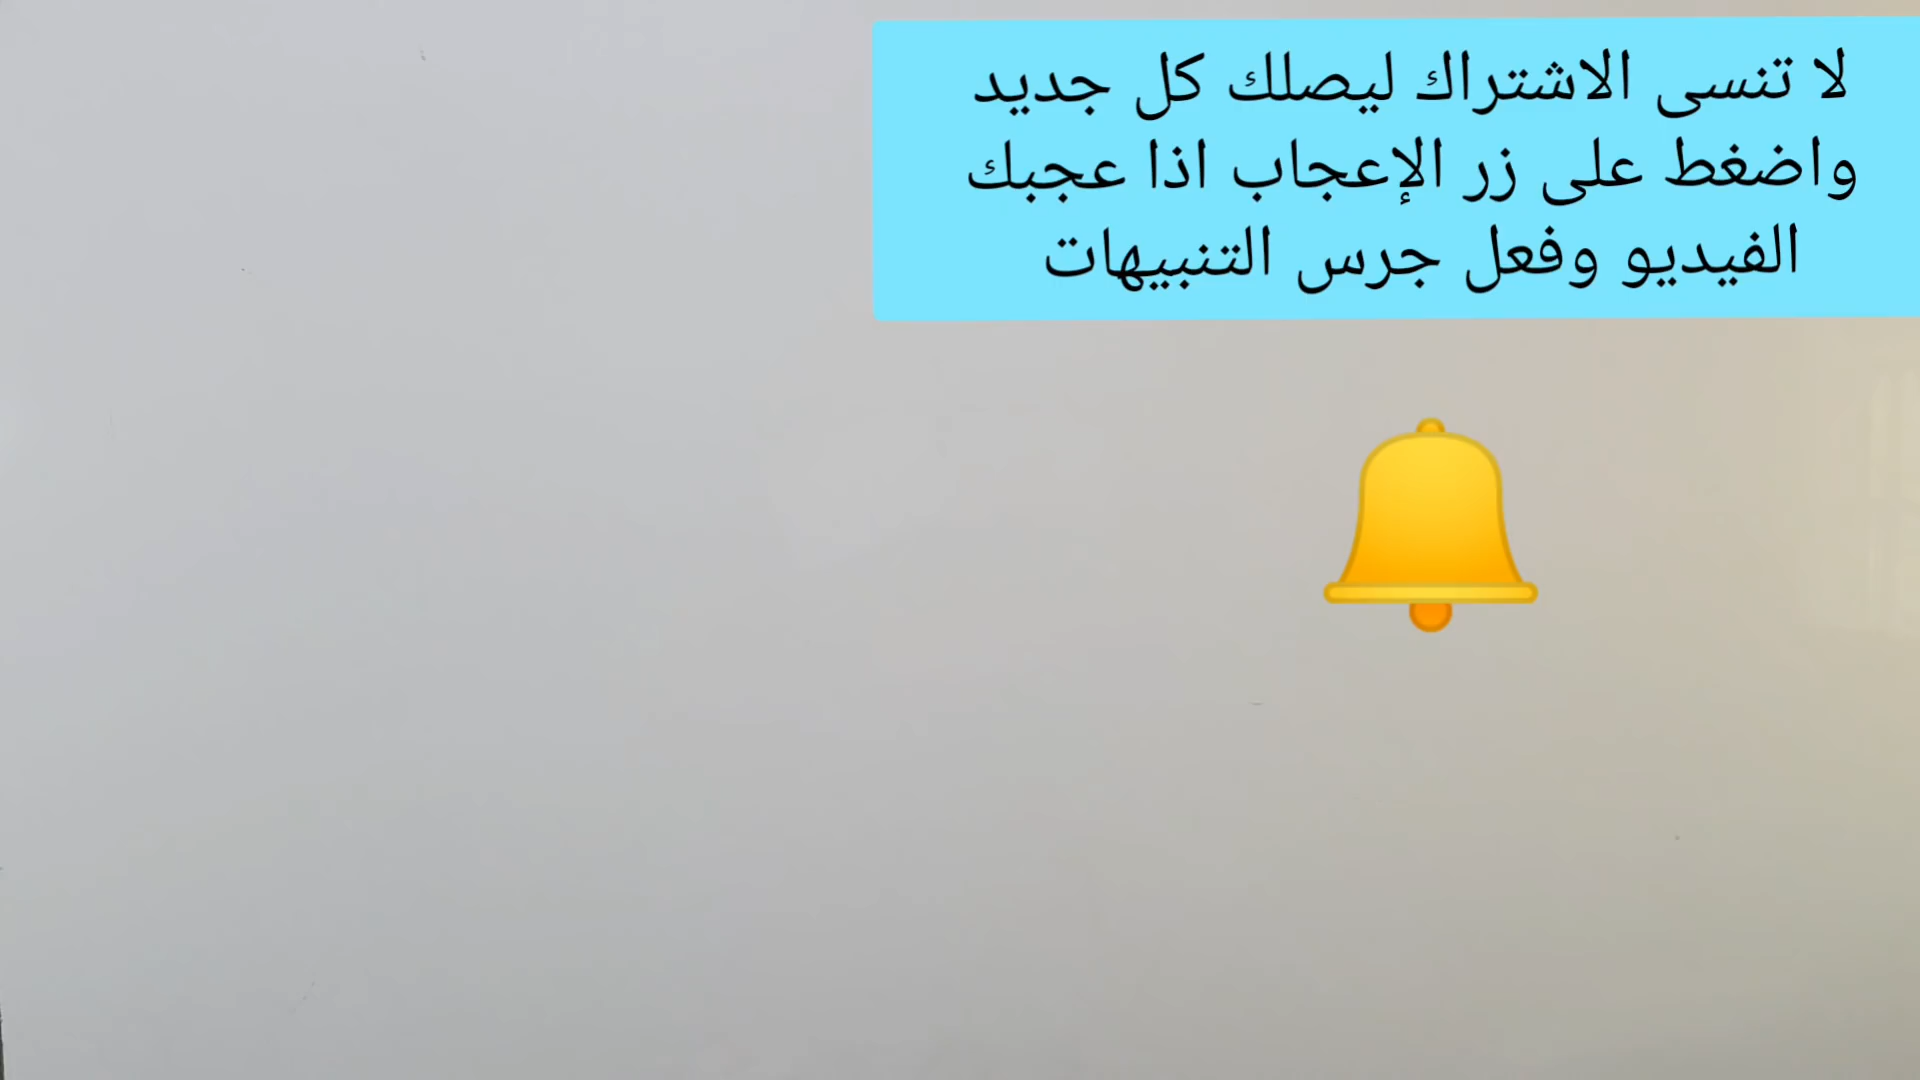 لا تنسى الاشتراك ليصلك كل جديد
واضغط على زر الإعجاب اذا عجبك
الفيديو وفعل جرس التنبيهات